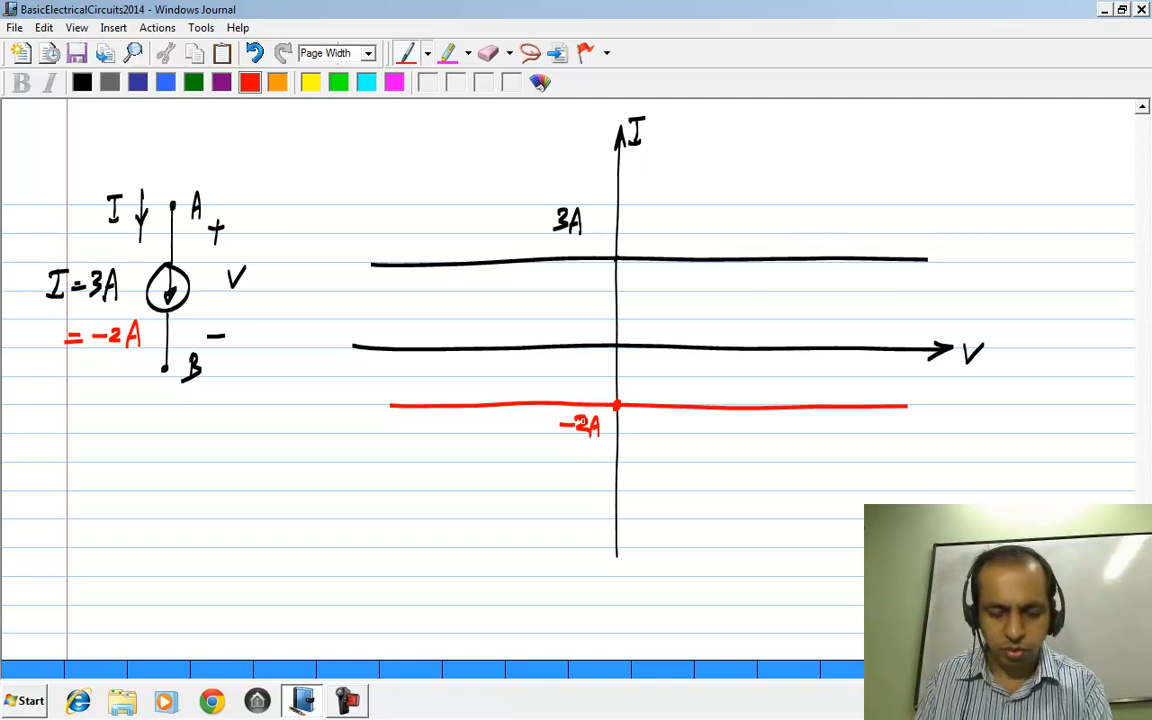 BasicElectricalCircuits2014 - Windows Journal
File Edit View Insert Actions Tools Help
Page Width
B I
I
I A
+
3A
I = 3A V
= -2A
-
B
V
-2A
Start